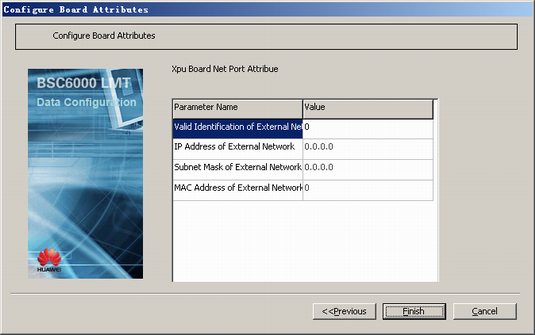 Configure Board Attributes
Configure Board Attributes
BSC6000 LMT
Data Configuration
HUAWEI
Xpu Board Net Port Attribue
Parameter Name Value
Valid Identification of External Ne 0
IP Address of External Network 0.0.0.0
Subnet Mask of External Network 0.0.0.0
MAC Address of External Network 0
<<Previous Finish Cancel